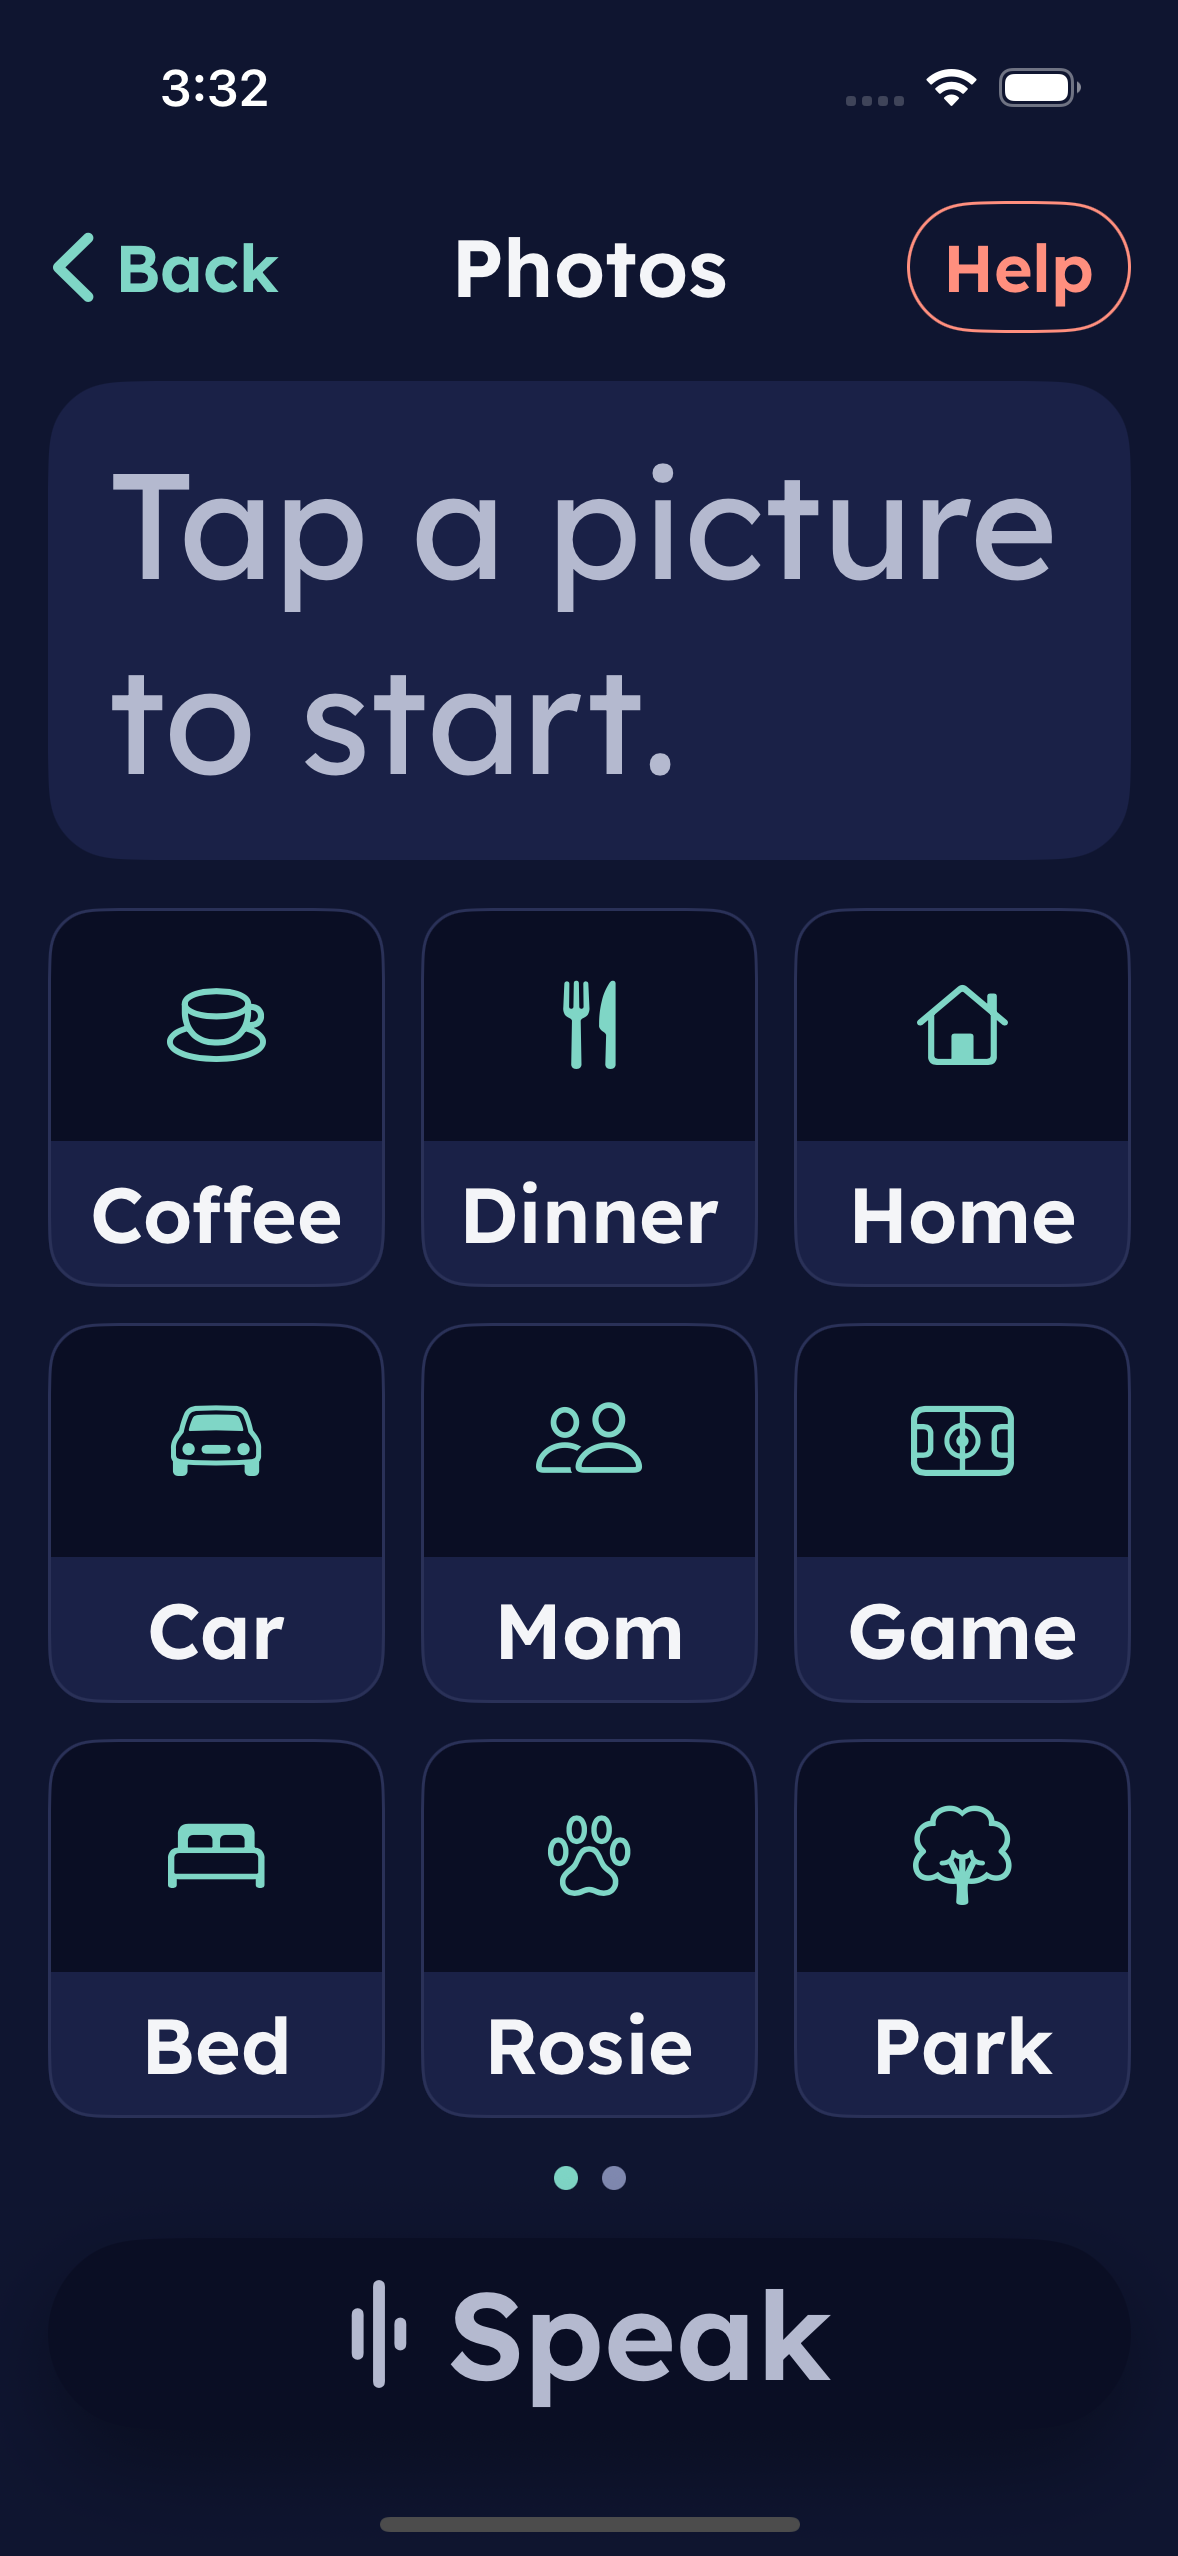 3:32
Back
Photos
Help
Tap a picture
to start.
Coffee
Dinner
Home
Car
Mom
Game
Bed
Rosie
Park
Speak